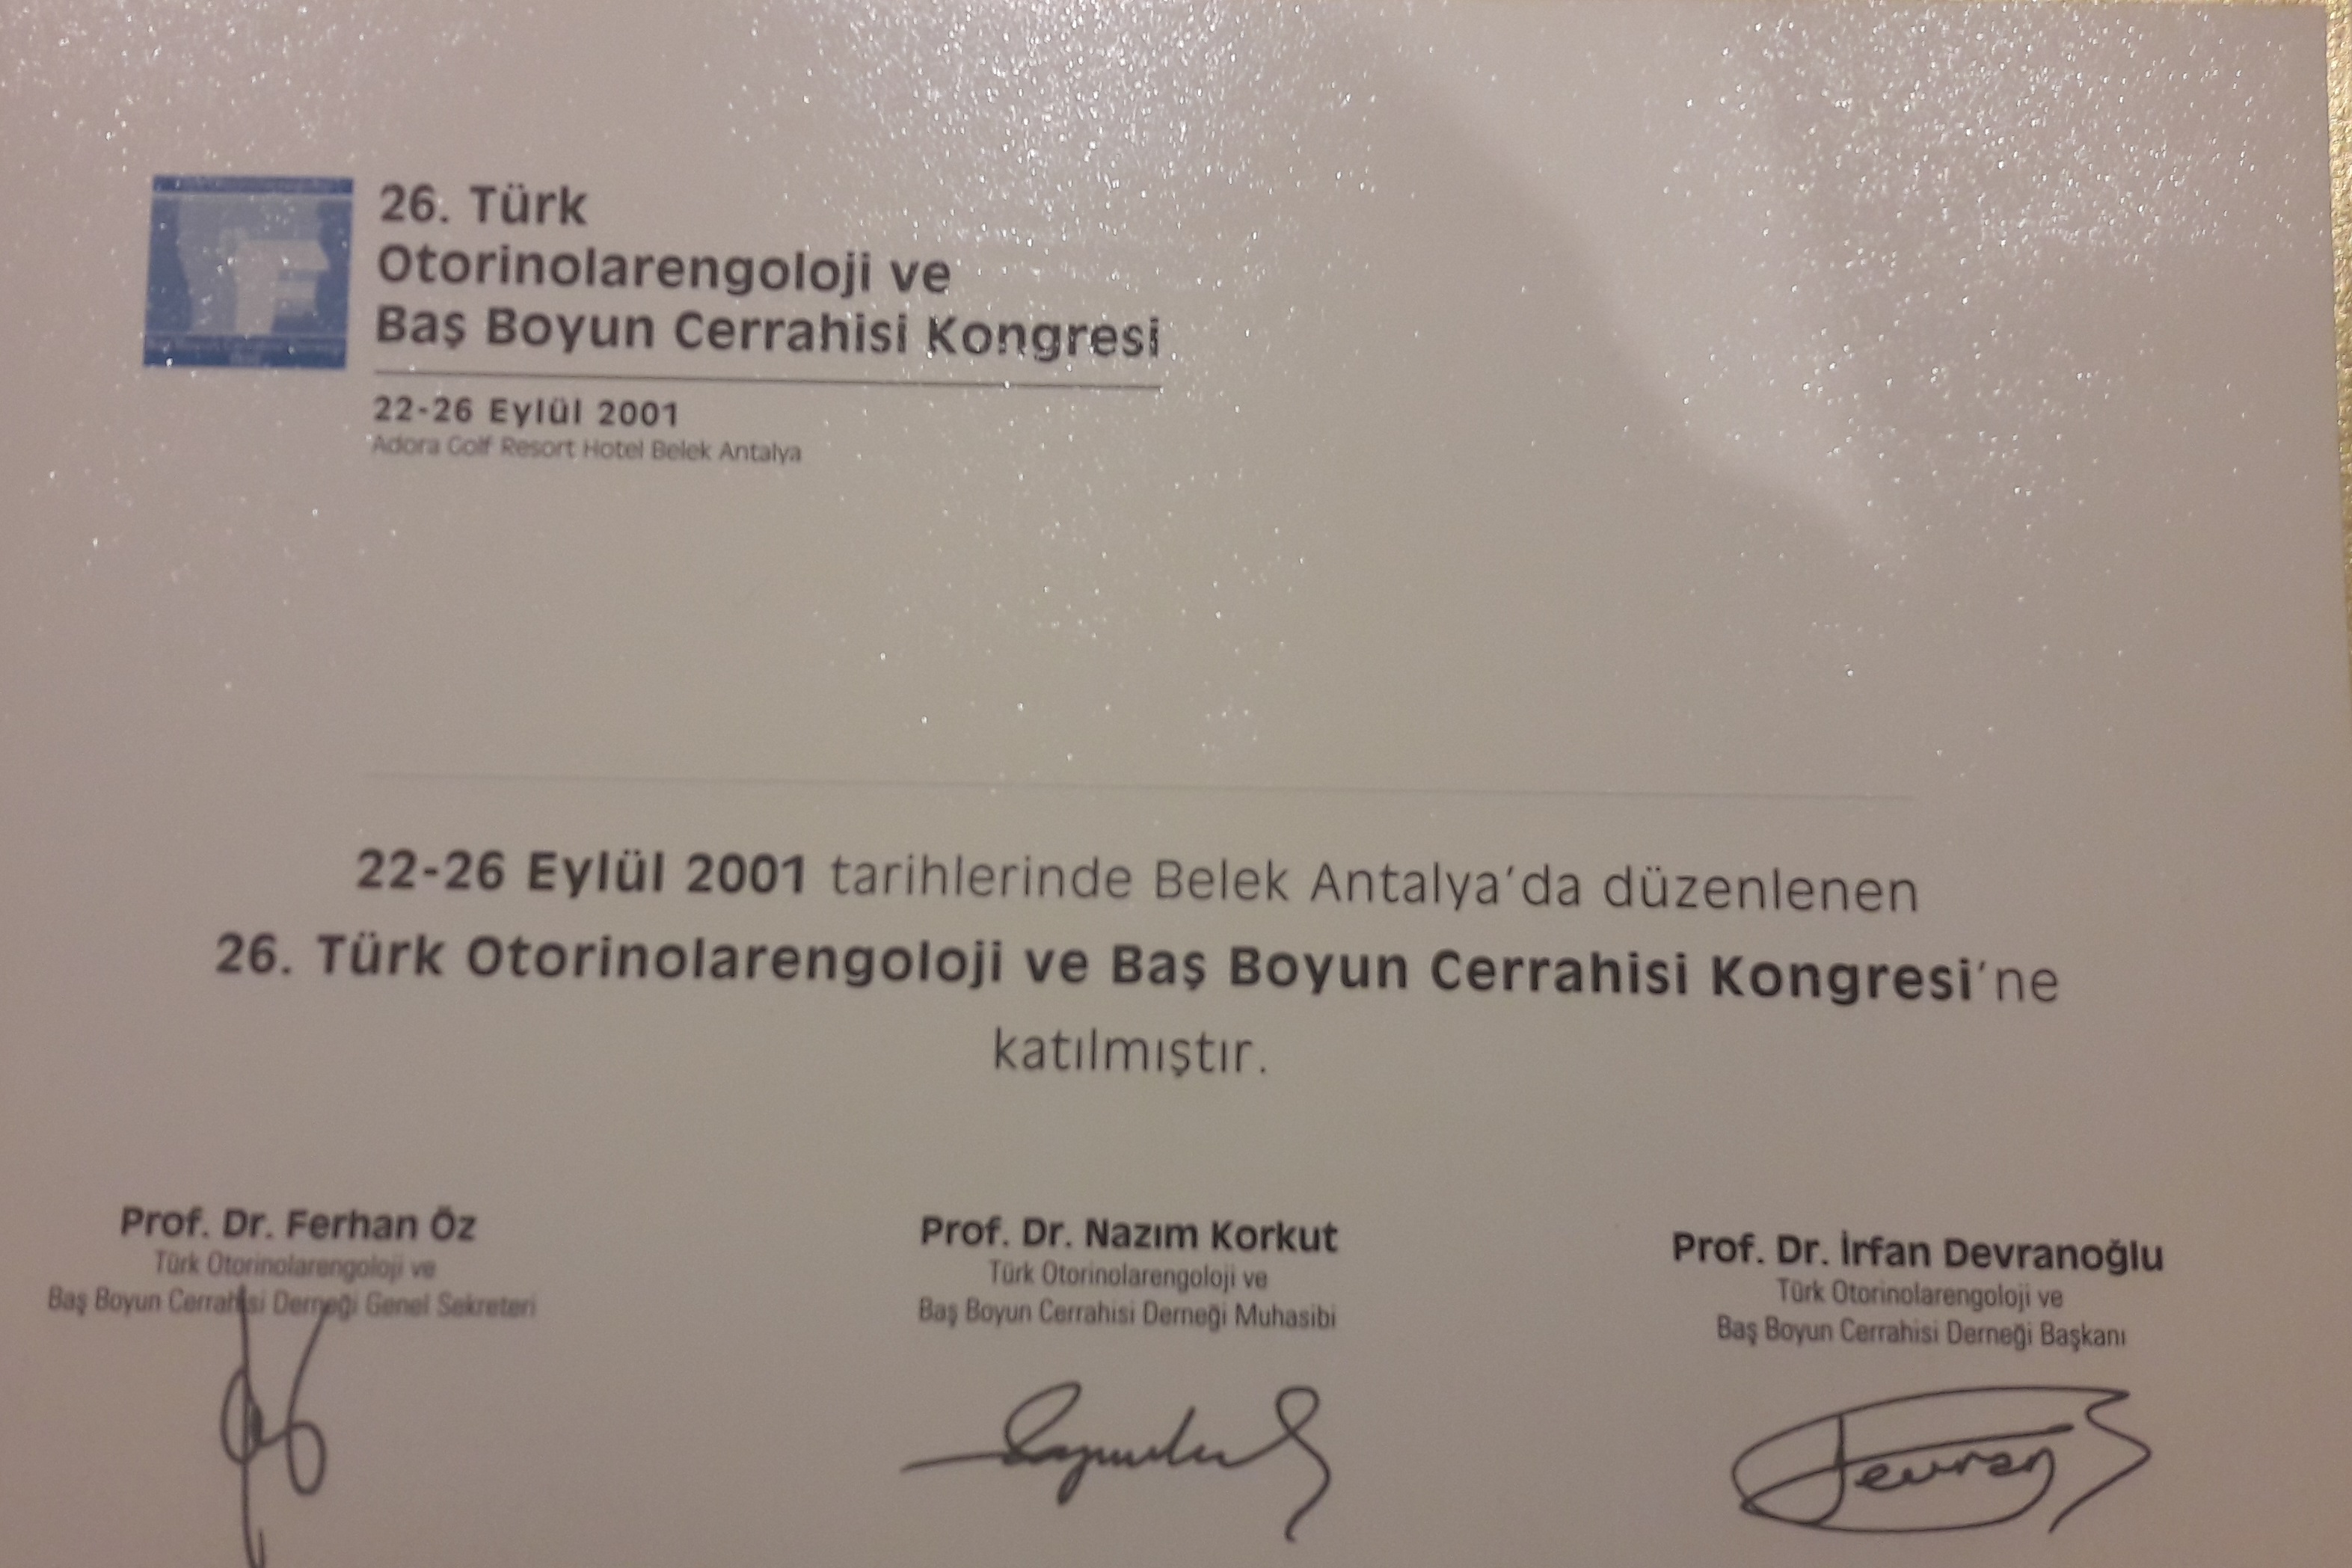 26. Türk
Otorinolarengoloji ve
Baş Boyun Cerrahisi Kongresi
22-26 Eylül 2001
Adora Golf Resort Hotel Belek Antalya
22-26 Eylül 2001 tarihlerinde Belek Antalya'da düzenlenen
26. Türk Otorinolarengoloji ve Baş Boyun Cerrahisi Kongresi'ne
katılmıştır.
Prof. Dr. Ferhan Öz
Türk Otorinolarengoloji ve
Baş Boyun Cerrahisi Derneği Genel Sekreteri
Prof. Dr. Nazım Korkut
Türk Otorinolarengoloji ve
Baş Boyun Cerrahisi Derneği Muhasibi
Prof. Dr. İrfan Devranoğlu
Türk Otorinolarengoloji ve
Baş Boyun Cerrahisi Derneği Başkanı